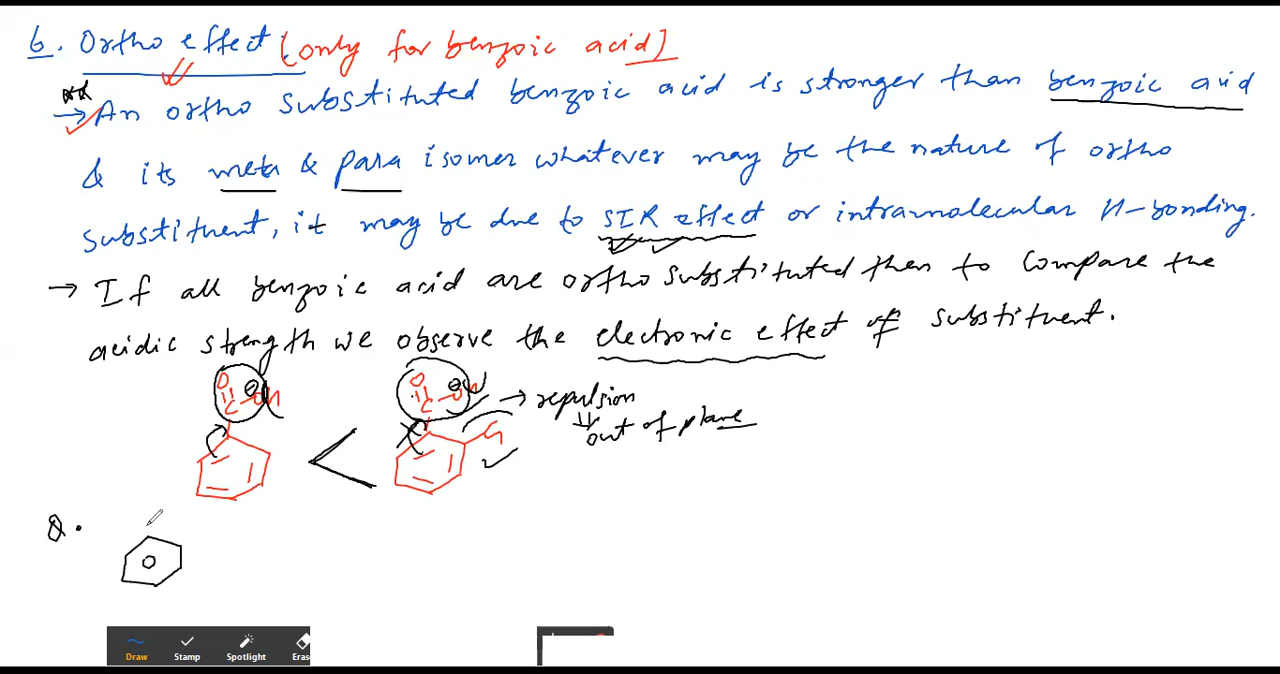 6. Ortho effect [only for benzoic acid]
→ An ortho substituted benzoic acid is stronger than benzoic acid
& its meta & para isomer whatever may be the nature of ortho
substituent, it may be due to SIR effect or intramolecular H-bonding.
→ If all benzoic acid are ortho substituted then to compare the
acidic strength we observe the electronic effect of substituent.
O O
C - OH < C - OH → repulsion
G ⇓ out of plane
Q.
Draw Stamp Spotlight Eras